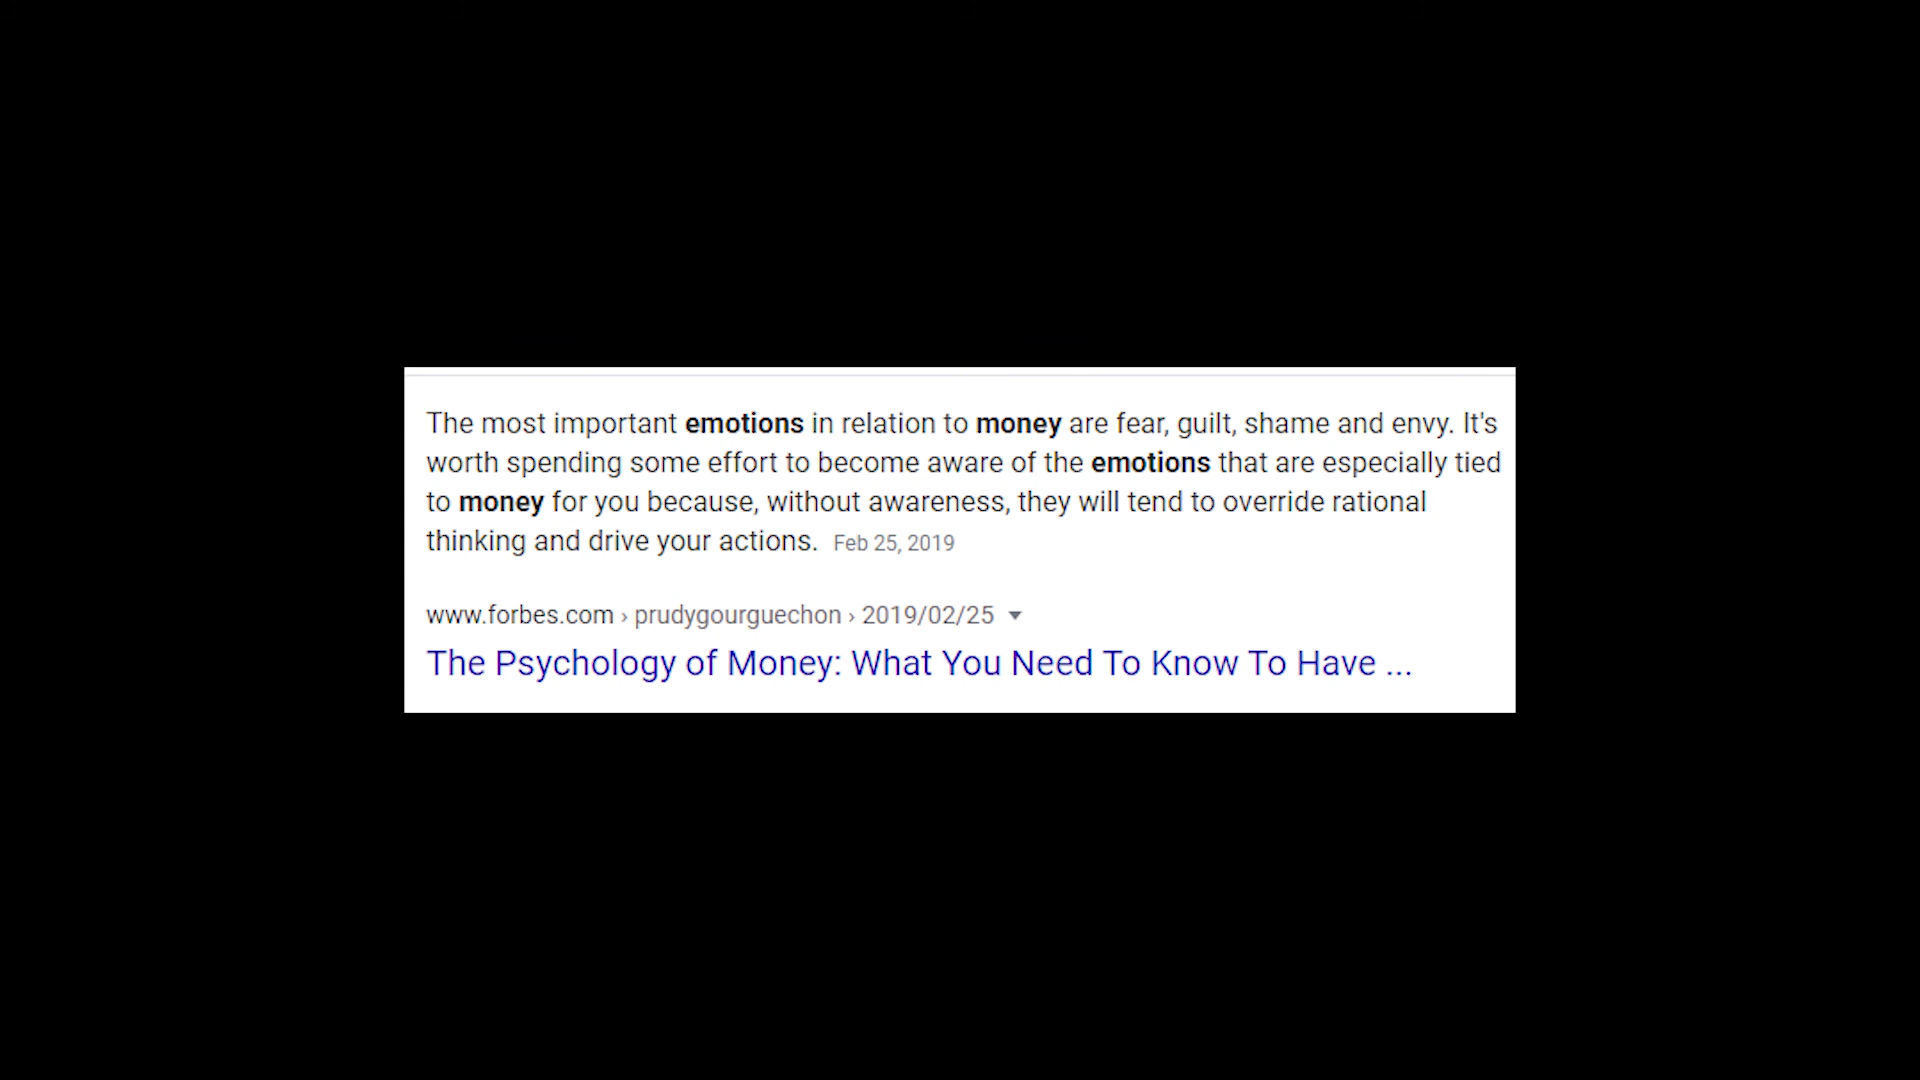 The most important emotions in relation to money are fear, guilt, shame and envy. It's
worth spending some effort to become aware of the emotions that are especially tied
to money for you because, without awareness, they will tend to override rational
thinking and drive your actions. Feb 25, 2019
www.forbes.com › prudygourguechon › 2019/02/25
The Psychology of Money: What You Need To Know To Have ...